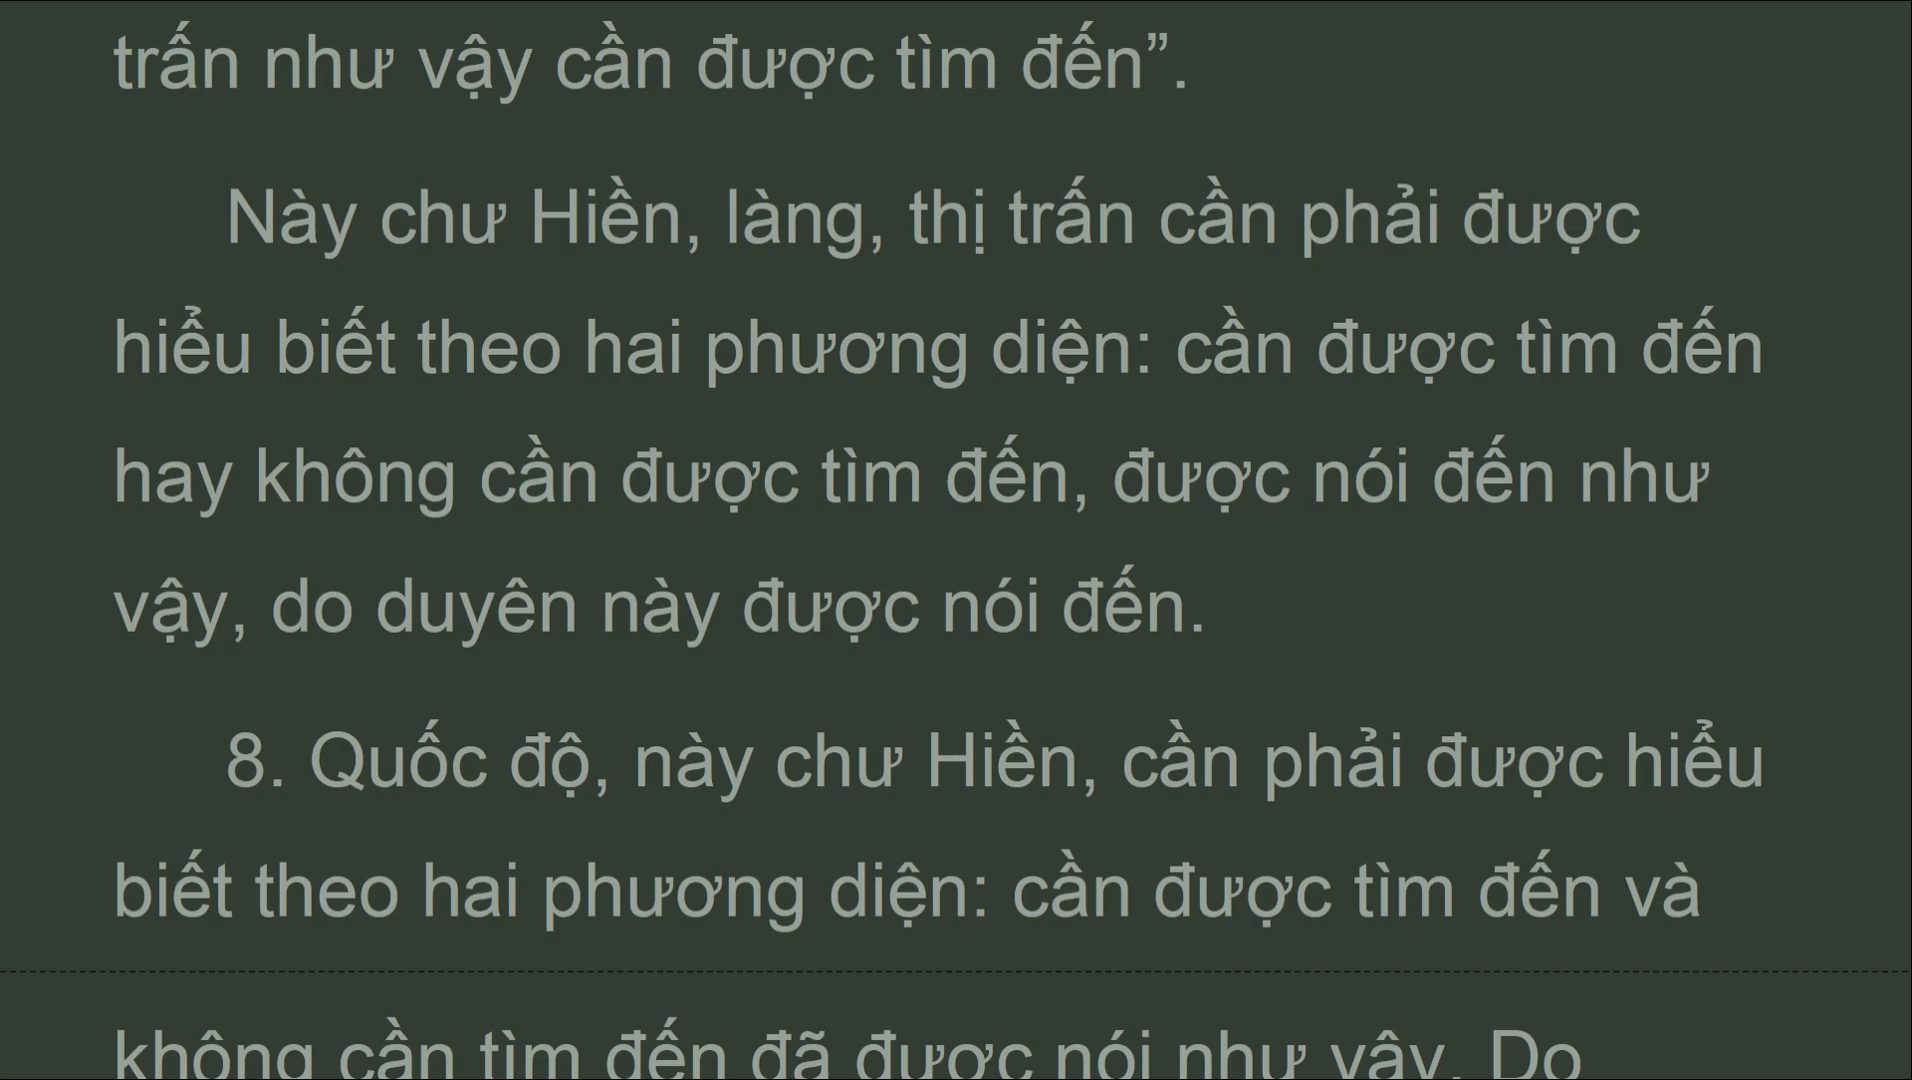 trấn như vậy cần được tìm đến”.
Này chư Hiền, làng, thị trấn cần phải được
hiểu biết theo hai phương diện: cần được tìm đến
hay không cần được tìm đến, được nói đến như
vậy, do duyên này được nói đến.
8. Quốc độ, này chư Hiền, cần phải được hiểu
biết theo hai phương diện: cần được tìm đến và
không cần tìm đến đã được nói như vậy. Do